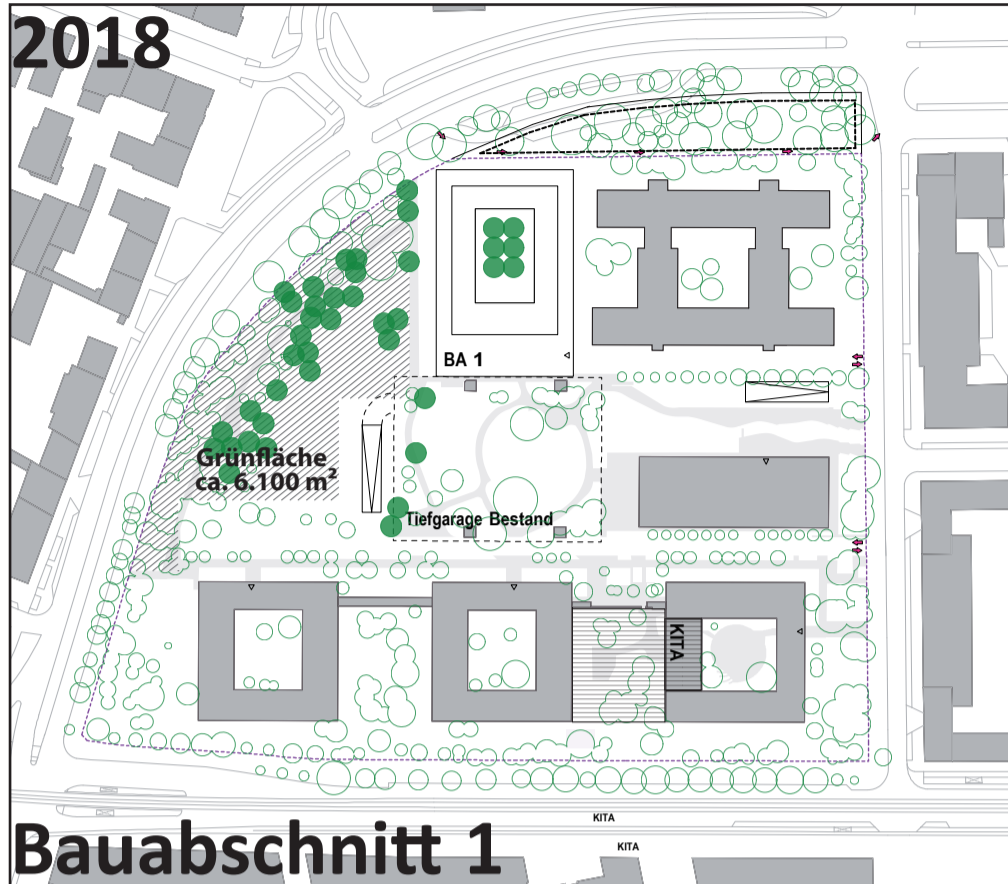 2018
BA 1
Grünfläche
ca. 6.100 m²
Tiefgarage Bestand
KITA
KITA
KITA
Bauabschnitt 1